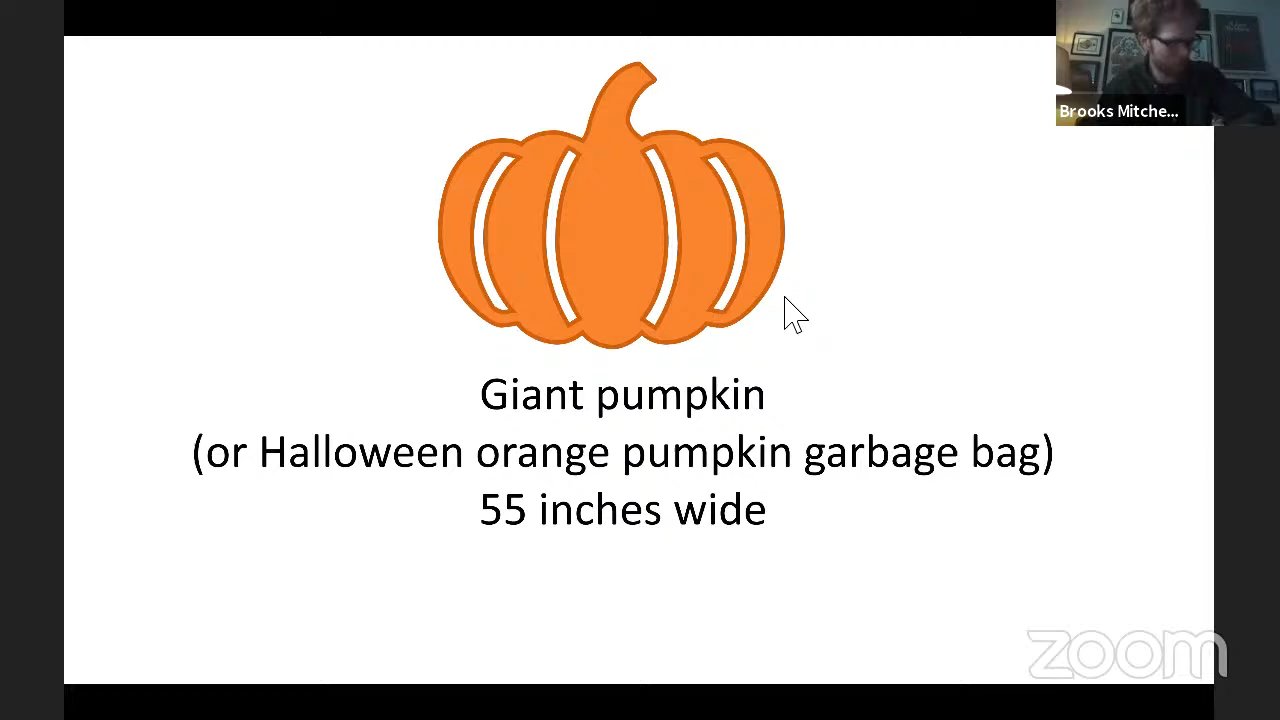 Brooks Mitche...
Giant pumpkin
(or Halloween orange pumpkin garbage bag)
55 inches wide
zoom